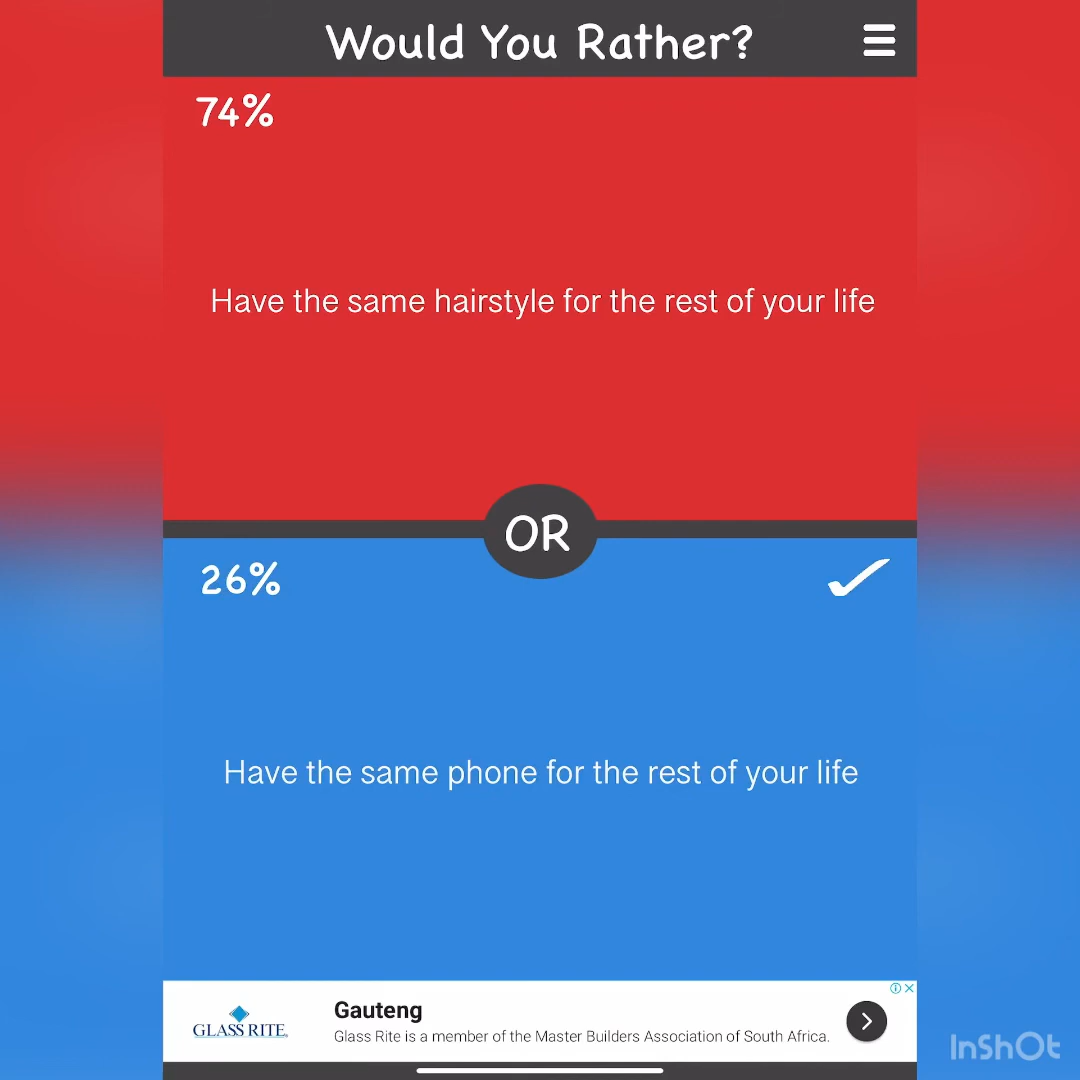 Would You Rather?
74%
Have the same hairstyle for the rest of your life
OR
26%
Have the same phone for the rest of your life
GLASS RITE
Gauteng
Glass Rite is a member of the Master Builders Association of South Africa.
InShOt